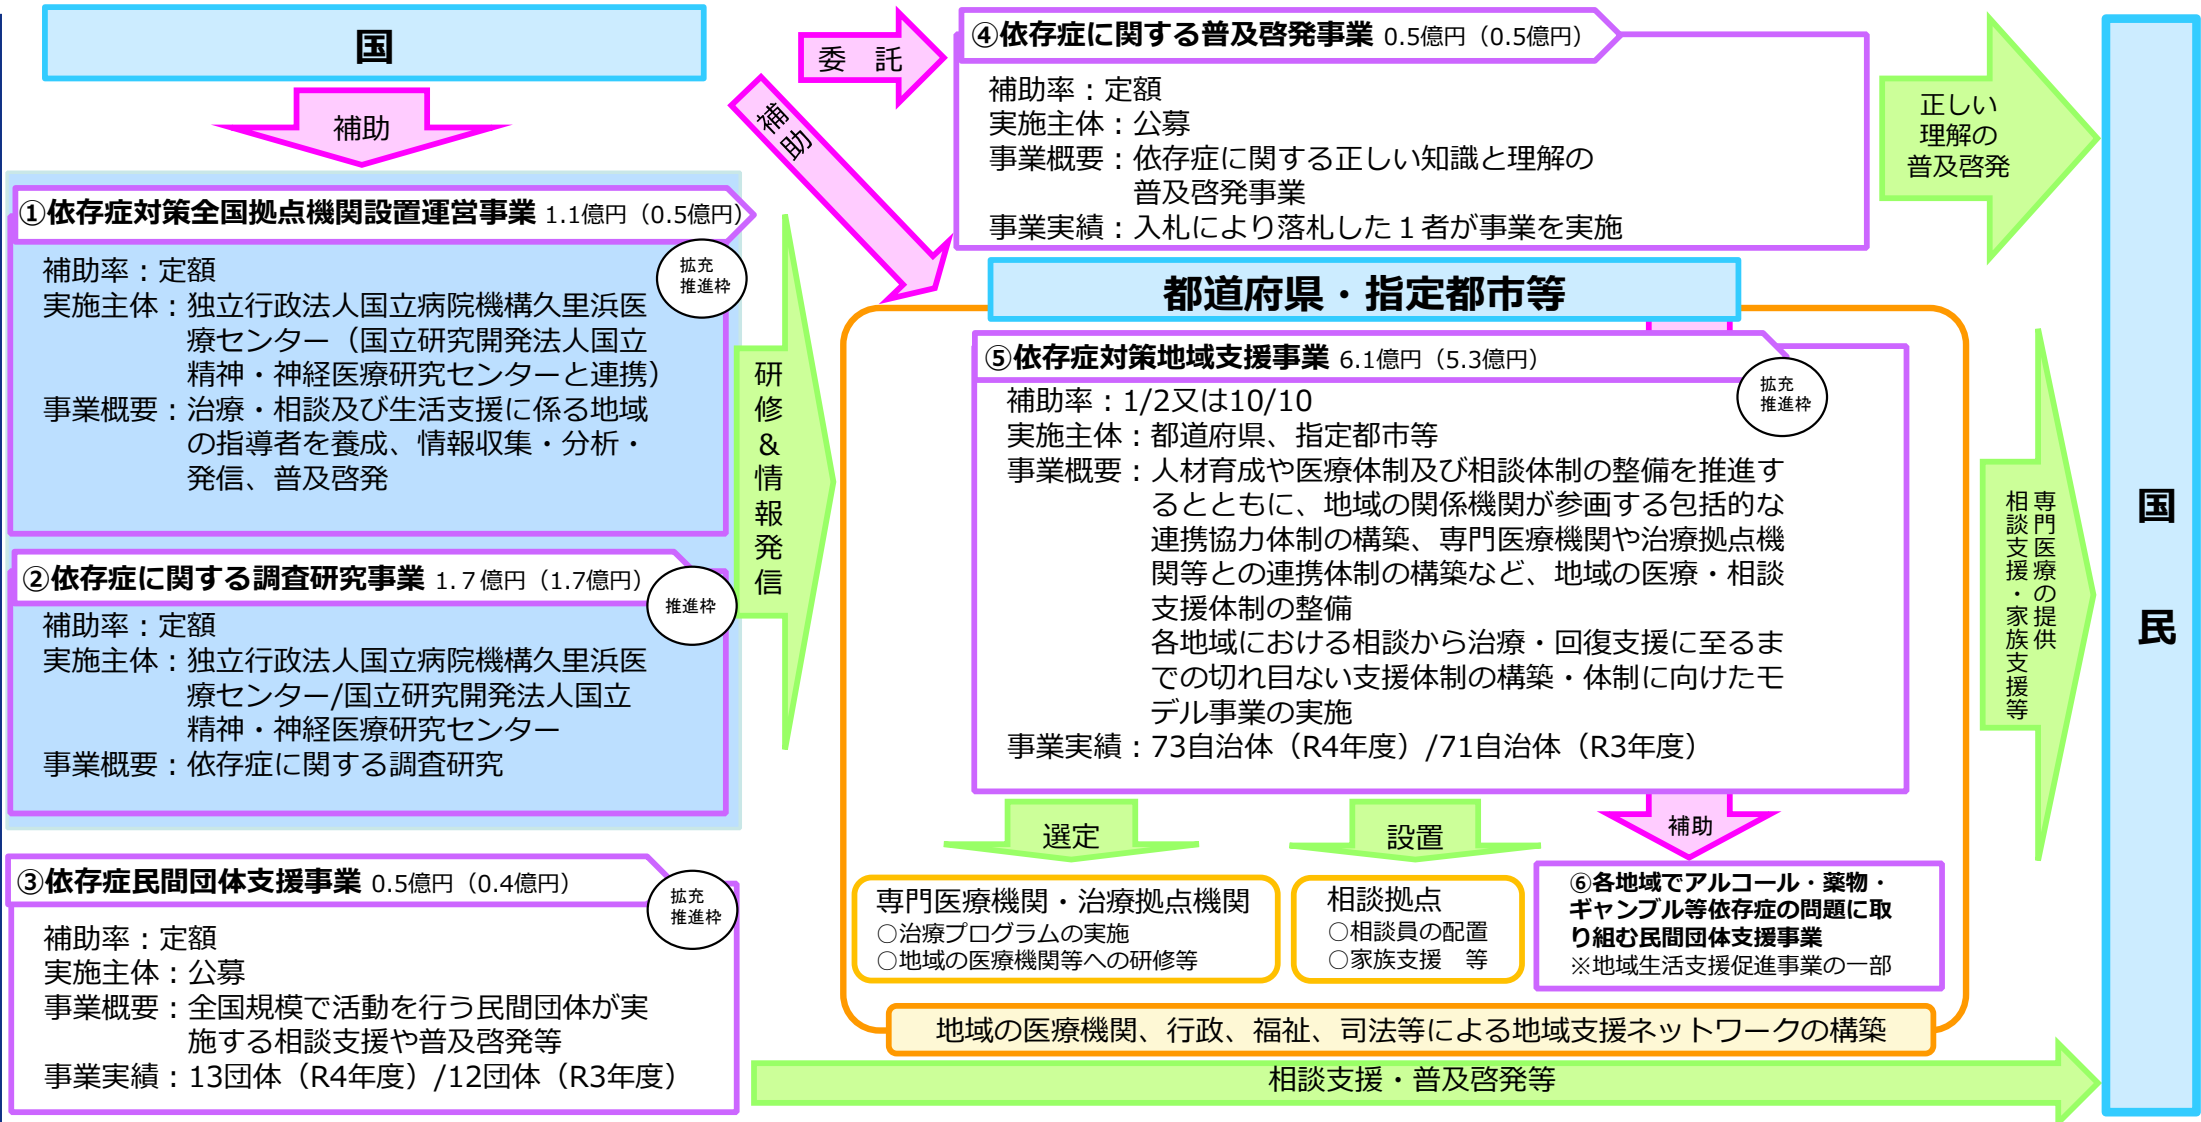 国
補助
①依存症対策全国拠点機関設置運営事業 1.1億円（0.5億円）
拡充
推進枠
補助率：定額
実施主体：独立行政法人国立病院機構久里浜医
療センター（国立研究開発法人国立
精神・神経医療研究センターと連携）
事業概要：治療・相談及び生活支援に係る地域
の指導者を養成、情報収集・分析・
発信、普及啓発
②依存症に関する調査研究事業 1.７億円（1.7億円）
推進枠
補助率：定額
実施主体：独立行政法人国立病院機構久里浜医
療センター/国立研究開発法人国立
精神・神経医療研究センター
事業概要：依存症に関する調査研究
③依存症民間団体支援事業 0.5億円（0.4億円）
拡充
推進枠
補助率：定額
実施主体：公募
事業概要：全国規模で活動を行う民間団体が実
施する相談支援や普及啓発等
事業実績：13団体（R4年度）/12団体（R3年度）
研修＆情報発信
委　託
補助
④依存症に関する普及啓発事業 0.5億円（0.5億円）
補助率：定額
実施主体：公募
事業概要：依存症に関する正しい知識と理解の
普及啓発事業
事業実績：入札により落札した１者が事業を実施
正しい
理解の
普及啓発
都道府県・指定都市等
⑤依存症対策地域支援事業 6.1億円（5.3億円）
拡充
推進枠
補助率：1/2又は10/10
実施主体：都道府県、指定都市等
事業概要：人材育成や医療体制及び相談体制の整備を推進す
るとともに、地域の関係機関が参画する包括的な
連携協力体制の構築、専門医療機関や治療拠点機
関等との連携体制の構築など、地域の医療・相談
支援体制の整備
各地域における相談から治療・回復支援に至るま
での切れ目ない支援体制の構築・体制に向けたモ
デル事業の実施
事業実績：73自治体（R4年度）/71自治体（R3年度）
選定
設置
補助
専門医療機関・治療拠点機関
○治療プログラムの実施
○地域の医療機関等への研修等
相談拠点
○相談員の配置
○家族支援　等
⑥各地域でアルコール・薬物・
ギャンブル等依存症の問題に取
り組む民間団体支援事業
※地域生活支援促進事業の一部
地域の医療機関、行政、福祉、司法等による地域支援ネットワークの構築
相談支援・普及啓発等
専門医療の提供
相談支援・家族支援等
国民